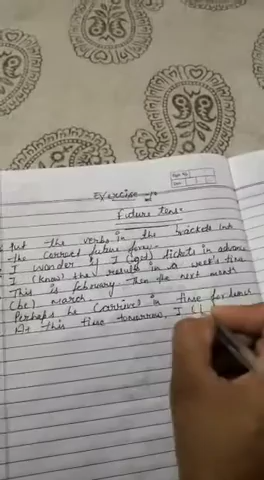 Exercise
Future tense
Put the verbs in the brackets into
the correct future form.
I wonder if I (get) tickets in advance
I (know) the results in a week's time
This is february. Then the next month
(be) march.
Perhaps he (arrive) in time for
At this time tomorrow, I (